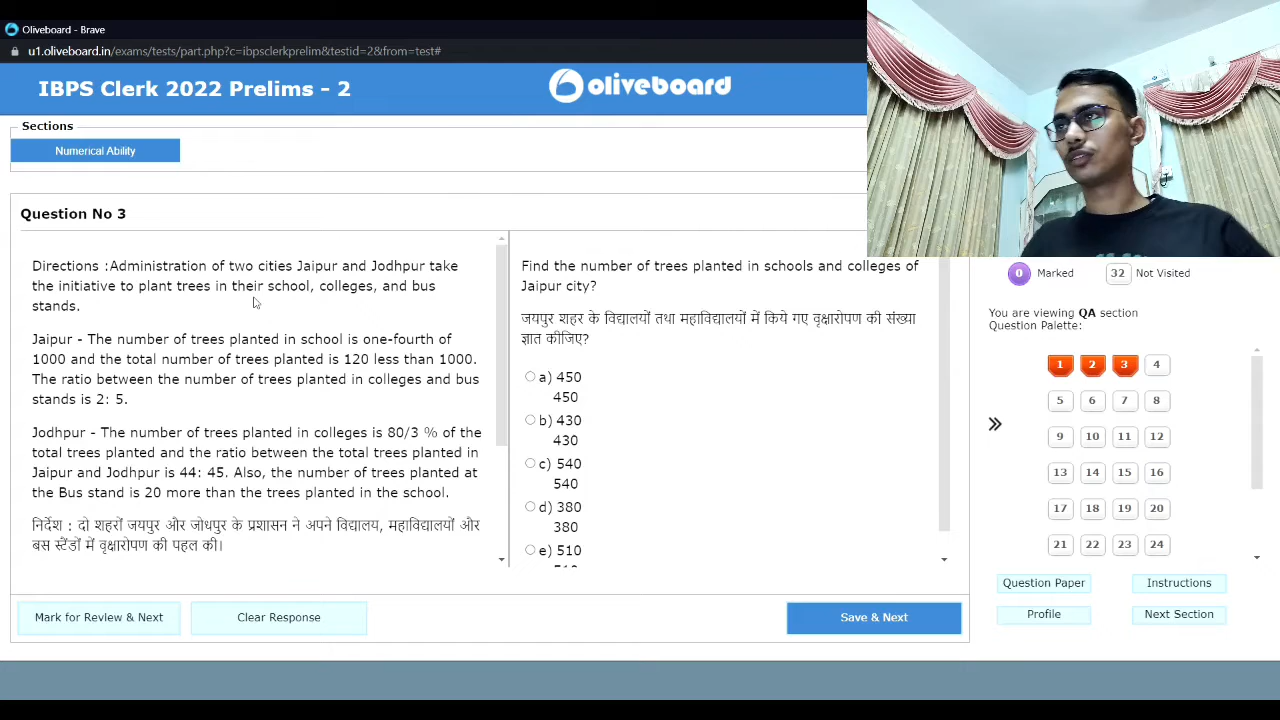 Oliveboard - Brave
u1.oliveboard.in/exams/tests/part.php?c=ibpsclerkprelim&testid=2&from=test#
IBPS Clerk 2022 Prelims - 2
oliveboard
Sections
Numerical Ability
Question No 3
Directions :Administration of two cities Jaipur and Jodhpur take
the initiative to plant trees in their school, colleges, and bus
stands.
Jaipur - The number of trees planted in school is one-fourth of
1000 and the total number of trees planted is 120 less than 1000.
The ratio between the number of trees planted in colleges and bus
stands is 2: 5.
Jodhpur - The number of trees planted in colleges is 80/3 % of the
total trees planted and the ratio between the total trees planted in
Jaipur and Jodhpur is 44: 45. Also, the number of trees planted at
the Bus stand is 20 more than the trees planted in the school.
निर्देश : दो शहरों जयपुर और जोधपुर के प्रशासन ने अपने विद्यालय, महाविद्यालयों और
बस स्टैंडों में वृक्षारोपण की पहल की।
Find the number of trees planted in schools and colleges of
Jaipur city?
जयपुर शहर के विद्यालयों तथा महाविद्यालयों में किये गए वृक्षारोपण की संख्या
ज्ञात कीजिए?
a) 450
450
b) 430
430
c) 540
540
d) 380
380
e) 510
Mark for Review & Next
Clear Response
Save & Next
0 Marked 32 Not Visited
You are viewing QA section
Question Palette:
1 2 3 4
5 6 7 8
9 10 11 12
13 14 15 16
17 18 19 20
21 22 23 24
Question Paper Instructions
Profile Next Section